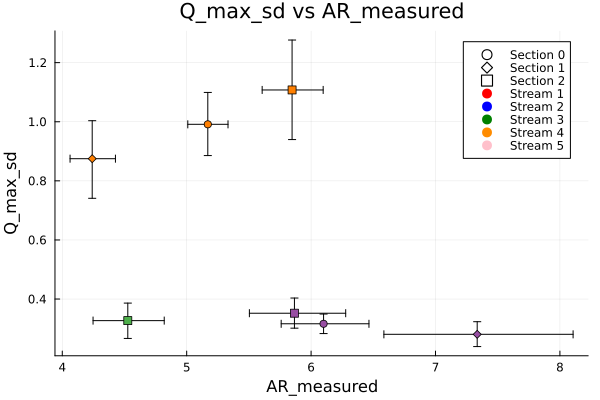 Q_max_sd vs AR_measured
Section 0
Section 1
Section 2
Stream 1
Stream 2
Stream 3
Stream 4
Stream 5
Q_max_sd
1.2
1.0
0.8
0.6
0.4
4 5 6 7 8
AR_measured